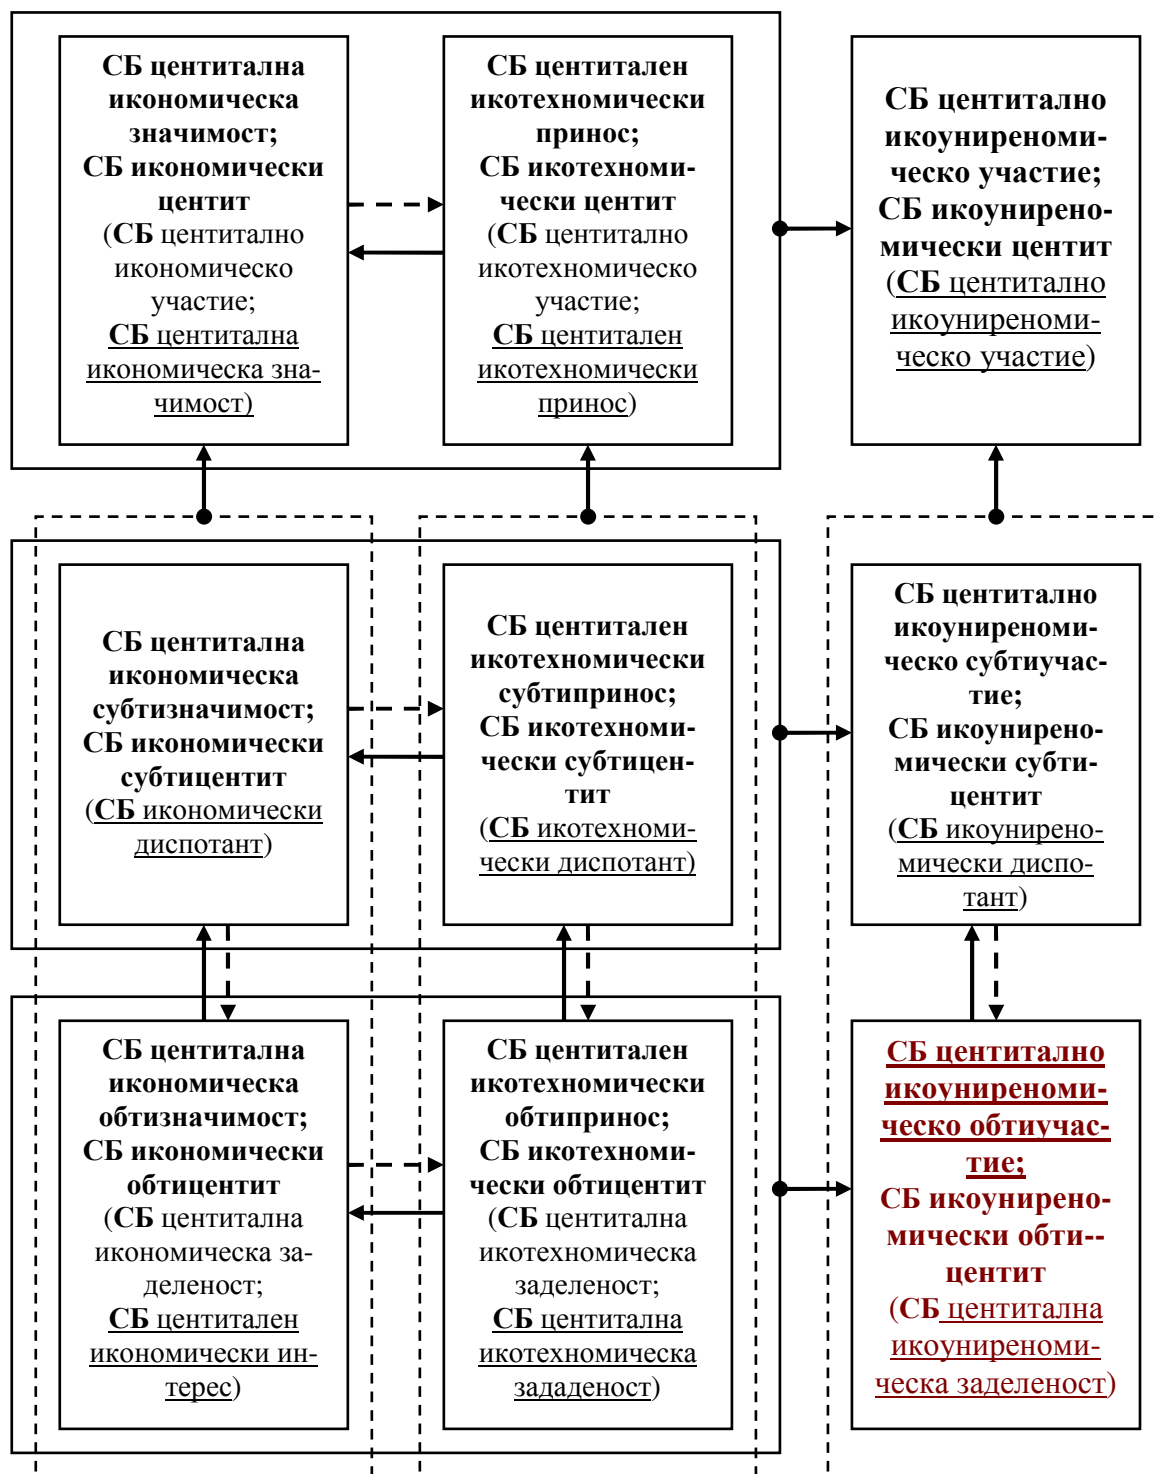 СБ центитална
икономическа
значимост;
СБ икономически
центит
(СБ центитално
икономическо
участие;
СБ центитална
икономическа зна-
чимост)
СБ центитален
икотехномически
принос;
СБ икотехноми-
чески центит
(СБ центитално
икотехномическо
участие;
СБ центитален
икотехномически
принос)
СБ центитално
икоуниреноми-
ческо участие;
СБ икоунирено-
мически центит
(СБ центитално
икоуниреноми-
ческо участие)
СБ центитална
икономическа
субтизначимост;
СБ икономически
субтицентит
(СБ икономически
диспотант)
СБ центитален
икотехномически
субтипринос;
СБ икотехноми-
чески субтицен-
тит
(СБ икотехноми-
чески диспотант)
СБ центитално
икоуниреноми-
ческо субтиучас-
тие;
СБ икоунирено-
мически субти-
центит
(СБ икоунирено-
мически диспо-
тант)
СБ центитална
икономическа
обтизначимост;
СБ икономически
обтицентит
(СБ центитална
икономическа за-
деленост;
СБ центитален
икономически ин-
терес)
СБ центитален
икотехномически
обтипринос;
СБ икотехноми-
чески обтицентит
(СБ центитална
икотехномическа
заделеност;
СБ центитална
икотехномическа
зададеност)
СБ центитално
икоуниреноми-
ческо обтиучас-
тие;
СБ икоунирено-
мически обти--
центит
(СБ центитална
икоуниреноми-
ческа заделеност)